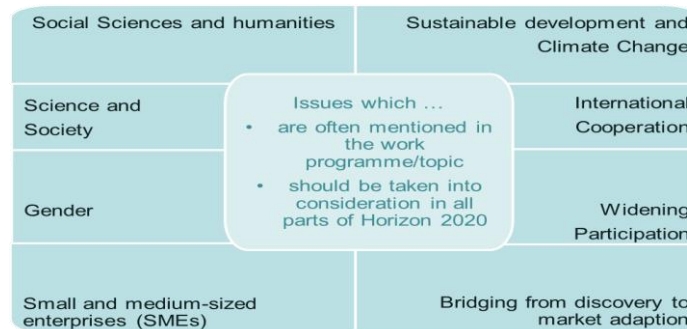 Social Sciences and humanities
Sustainable development and
Climate Change
Science and
Society
Issues which …
• are often mentioned in
the work
programme/topic
• should be taken into
consideration in all
parts of Horizon 2020
International
Cooperation
Gender
Widening
Participation
Small and medium-sized
enterprises (SMEs)
Bridging from discovery to
market adaption